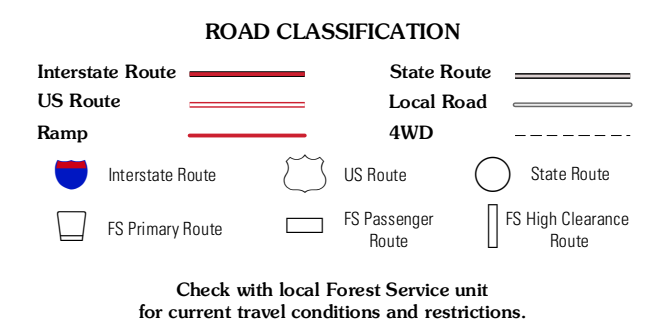 ROAD CLASSIFICATION
Interstate Route
State Route
US Route
Local Road
Ramp
4WD
Interstate Route
US Route
State Route
FS Primary Route
FS Passenger
Route
FS High Clearance
Route
Check with local Forest Service unit
for current travel conditions and restrictions.